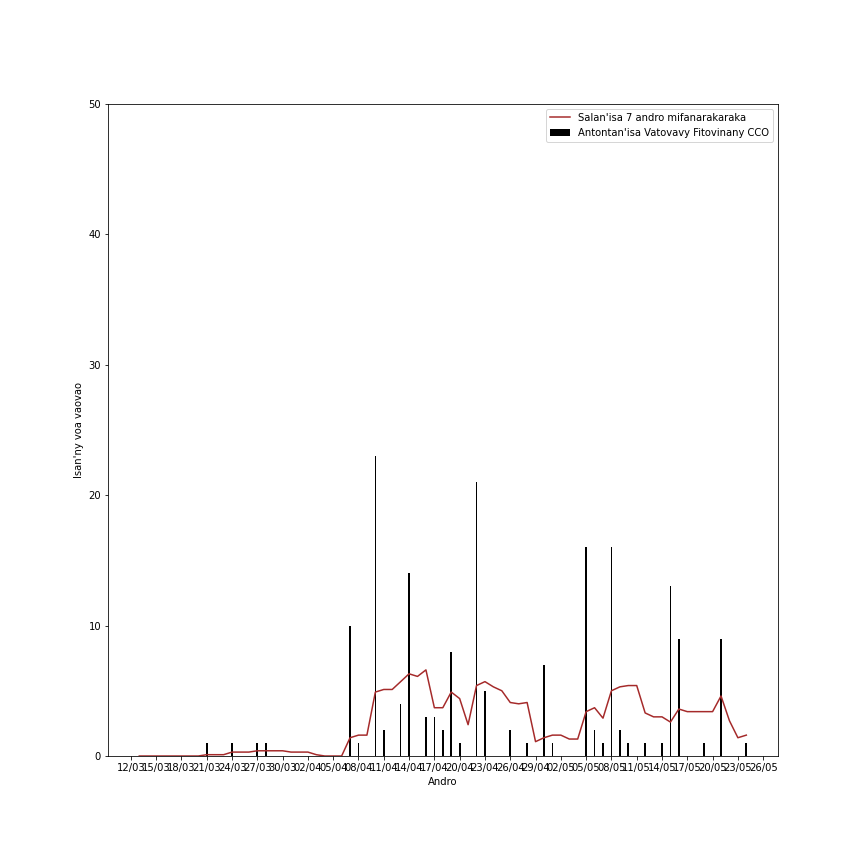 Salan'isa 7 andro mifanarakaraka
Antontan'isa Vatovavy Fitovinany CCO
50
40
30
20
10
0
Isan'ny voa vaovao
12/03 15/03 18/03 21/03 24/03 27/03 30/03 02/04 05/04 08/04 11/04 14/04 17/04 20/04 23/04 26/04 29/04 02/05 05/05 08/05 11/05 14/05 17/05 20/05 23/05 26/05
Andro